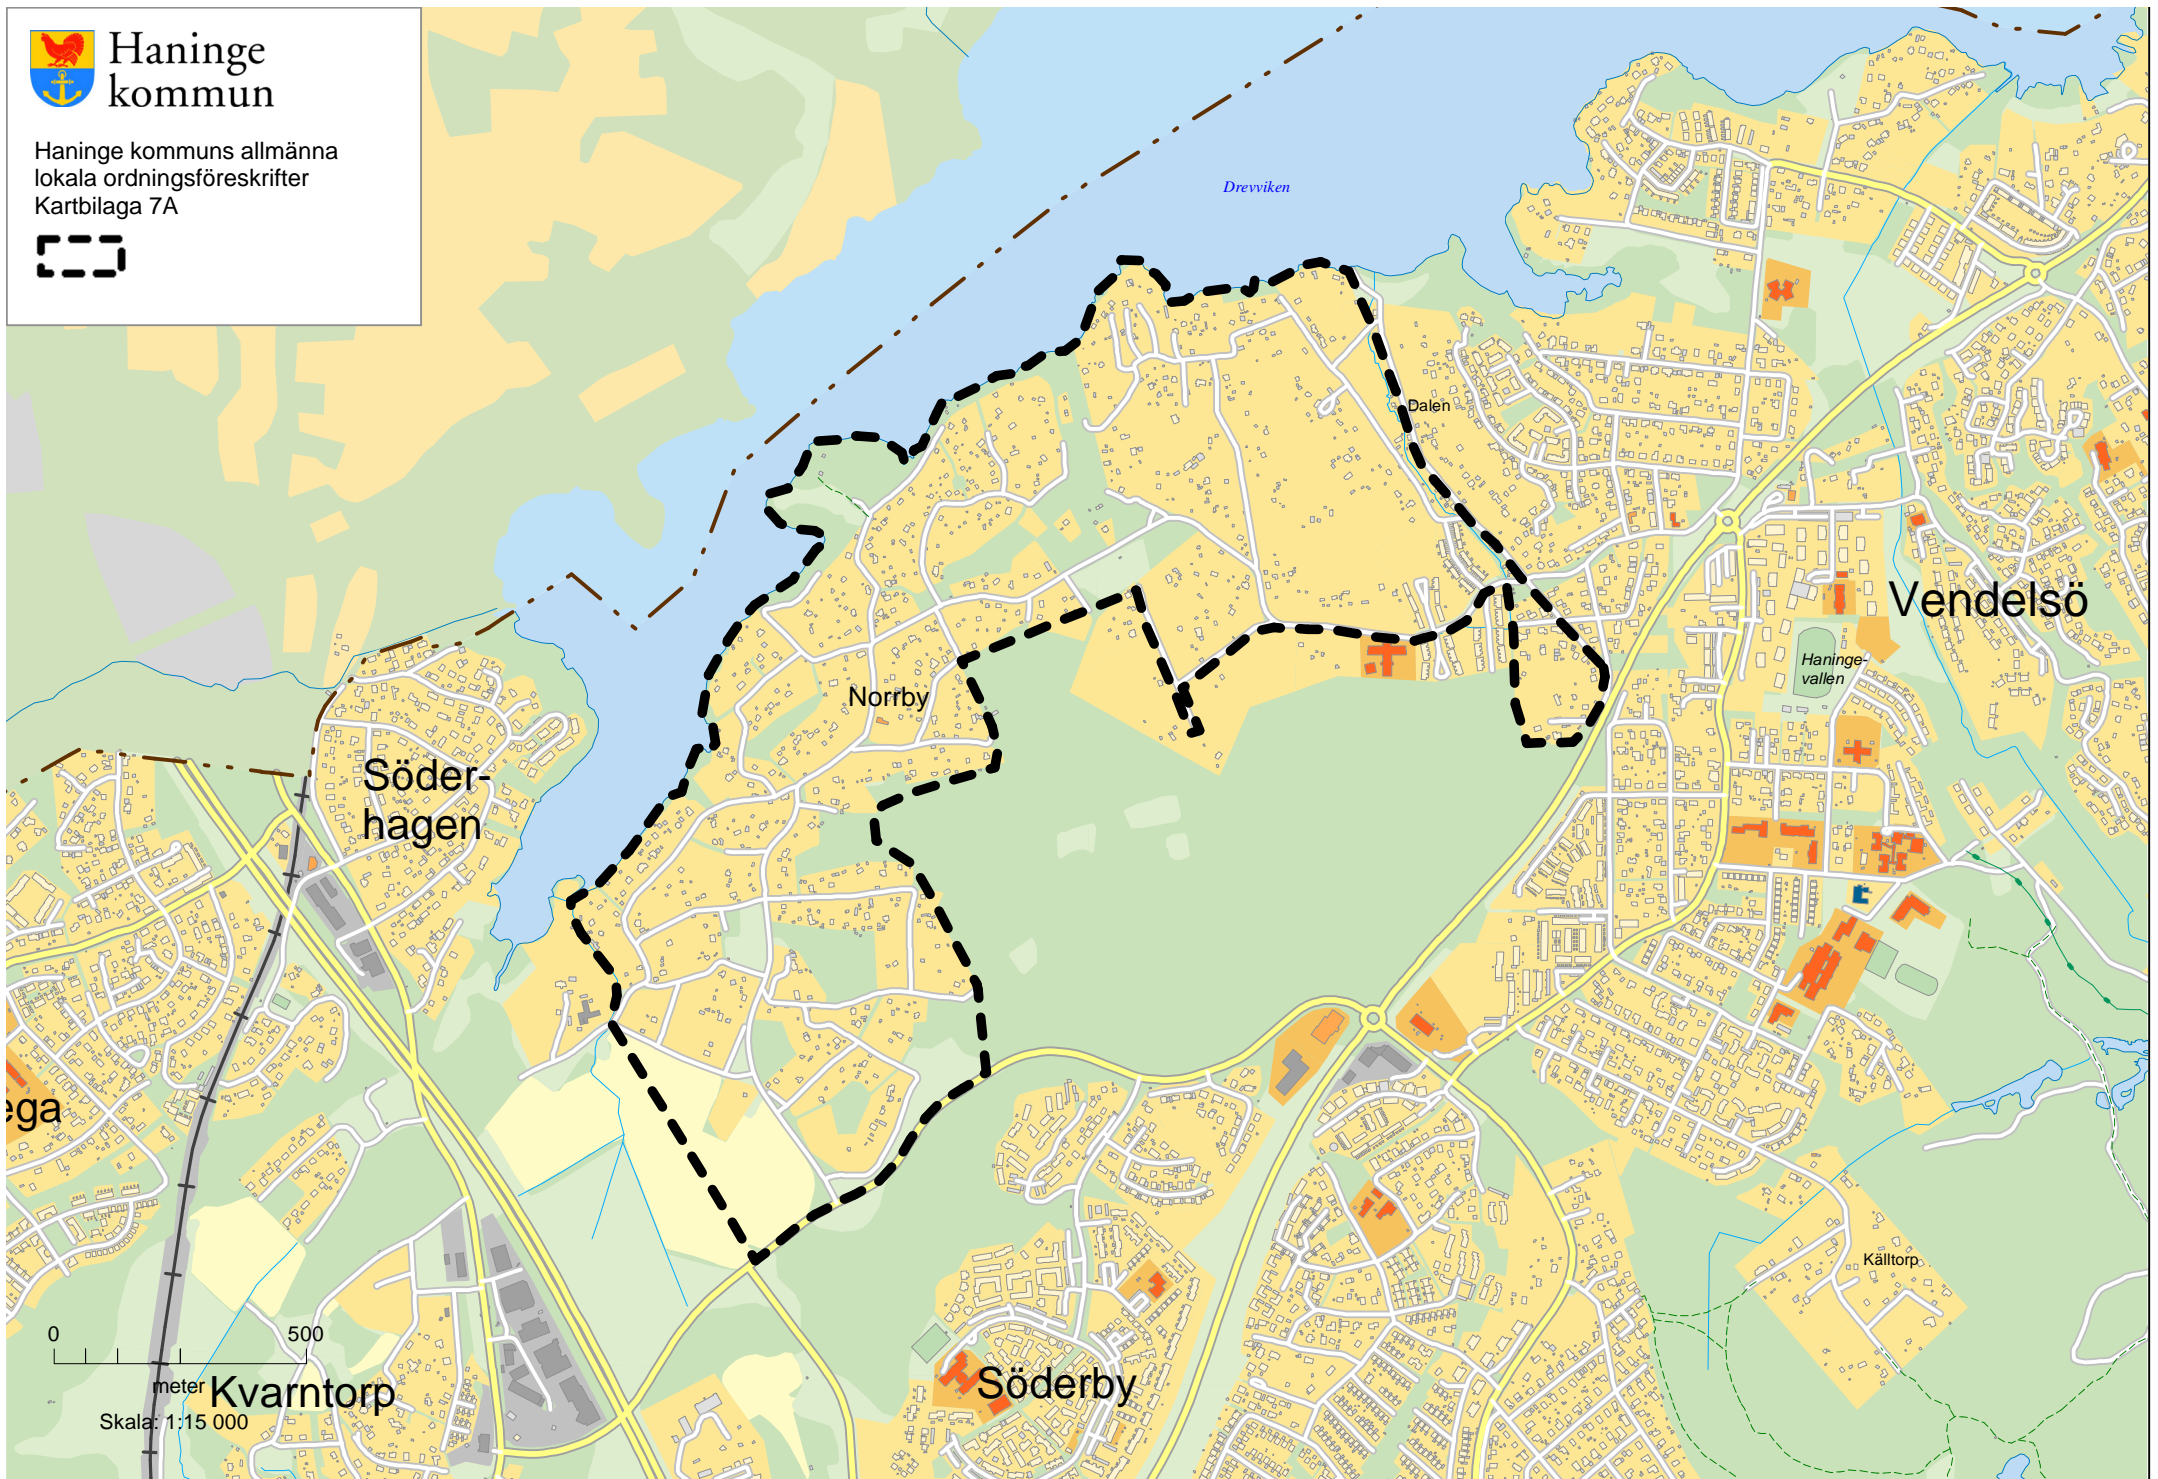 Haninge
kommun
Haninge kommuns allmänna
lokala ordningsföreskrifter
Kartbilaga 7A
Drevviken
Dalen
Vendelsö
Haninge-
vallen
Norrby
Söder-
hagen
ega
Källtorp
0 500
meter
Kvarntorp
Söderby
Skala: 1:15 000